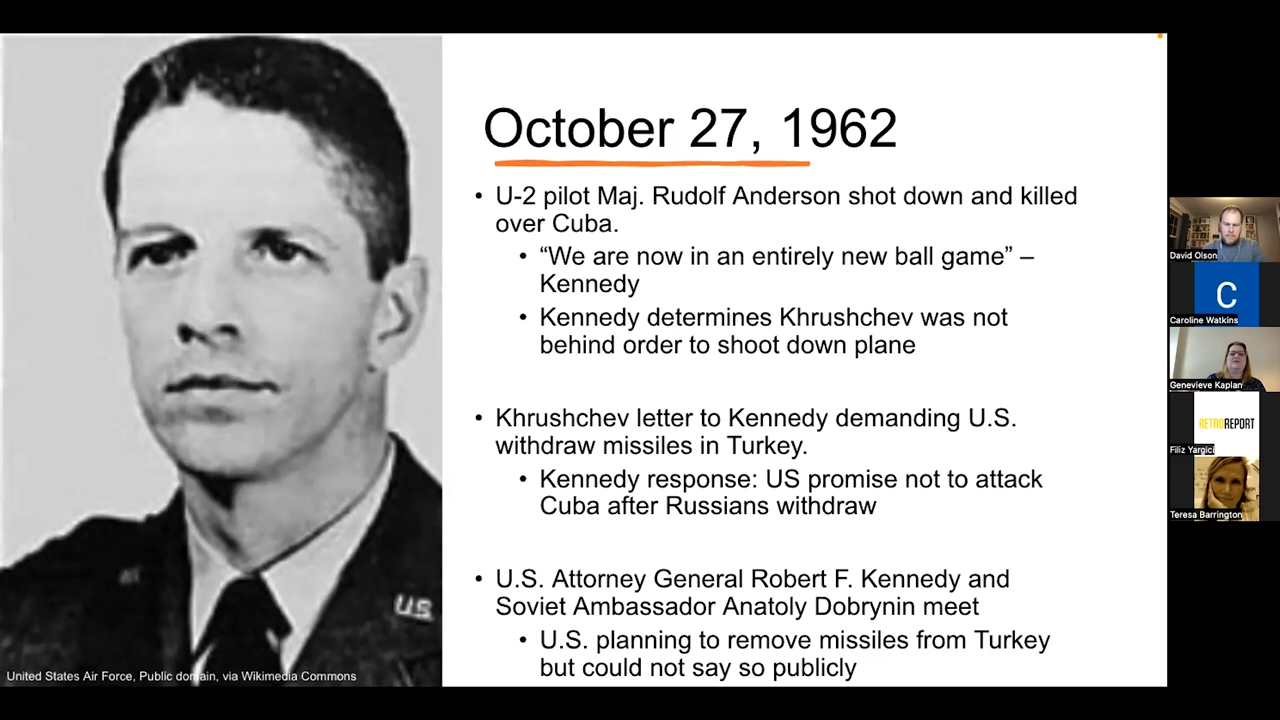 October 27, 1962
• U-2 pilot Maj. Rudolf Anderson shot down and killed
over Cuba.
• “We are now in an entirely new ball game” –
Kennedy
• Kennedy determines Khrushchev was not
behind order to shoot down plane
• Khrushchev letter to Kennedy demanding U.S.
withdraw missiles in Turkey.
• Kennedy response: US promise not to attack
Cuba after Russians withdraw
• U.S. Attorney General Robert F. Kennedy and
Soviet Ambassador Anatoly Dobrynin meet
• U.S. planning to remove missiles from Turkey
but could not say so publicly
U.S.
United States Air Force, Public domain, via Wikimedia Commons
David Olson
C
Caroline Watkins
Genevieve Kaplan
RETROREPORT
Filiz Yargici
Teresa Barrington